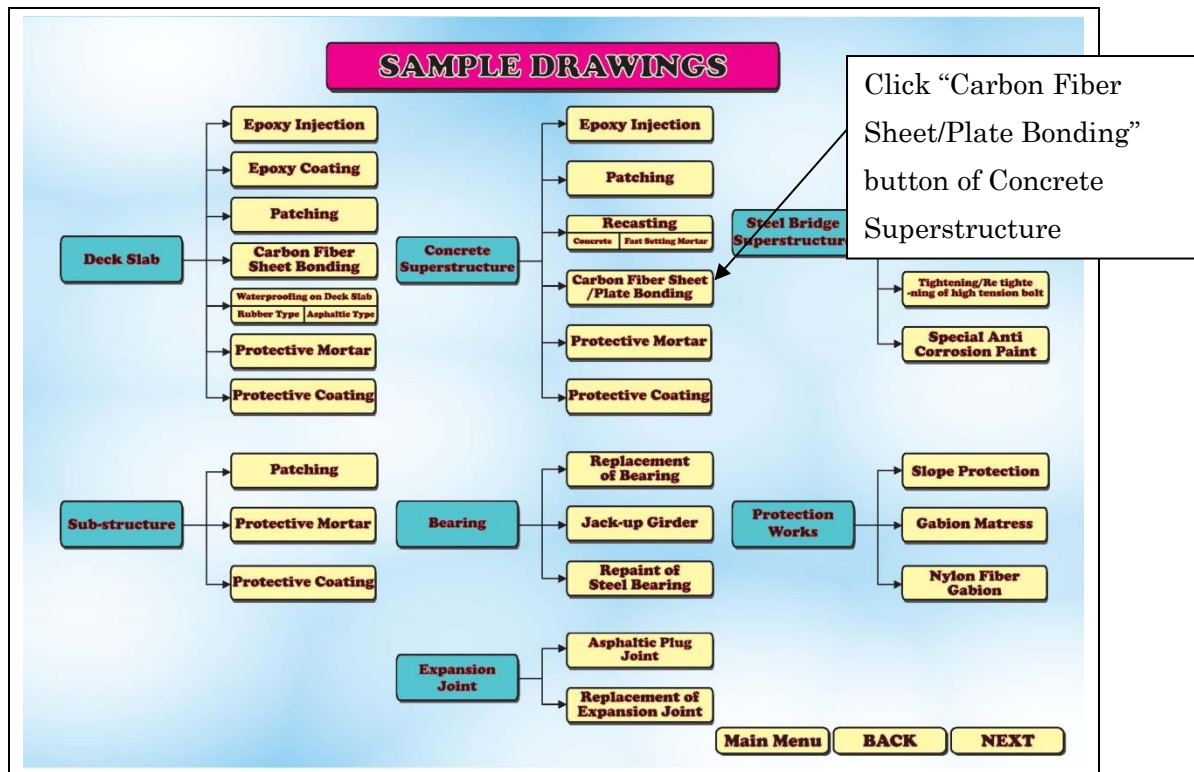 SAMPLE DRAWINGS
Click “Carbon Fiber
Sheet/Plate Bonding”
button of Concrete
Superstructure
Deck Slab
Epoxy Injection
Epoxy Coating
Patching
Carbon Fiber
Sheet Bonding
Waterproofing on Deck Slab
Rubber Type
Asphaltic Type
Protective Mortar
Protective Coating
Concrete
Superstructure
Epoxy Injection
Patching
Recasting
Concrete
Fast Setting Mortar
Carbon Fiber Sheet
/Plate Bonding
Protective Mortar
Protective Coating
Steel Bridge
Superstructure
Tightening/Re tighte
-ning of high tension bolt
Special Anti
Corrosion Paint
Sub-structure
Patching
Protective Mortar
Protective Coating
Bearing
Replacement
of Bearing
Jack-up Girder
Repaint of
Steel Bearing
Protection
Works
Slope Protection
Gabion Matress
Nylon Fiber
Gabion
Expansion
Joint
Asphaltic Plug
Joint
Replacement of
Expansion Joint
Main Menu
BACK
NEXT